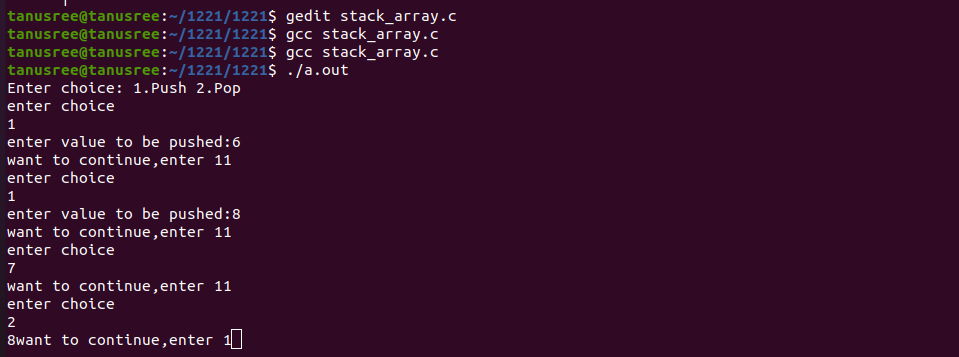 tanusree@tanusree:~/1221/1221$ gedit stack_array.c
tanusree@tanusree:~/1221/1221$ gcc stack_array.c
tanusree@tanusree:~/1221/1221$ gcc stack_array.c
tanusree@tanusree:~/1221/1221$ ./a.out
Enter choice: 1.Push 2.Pop
enter choice
1
enter value to be pushed:6
want to continue,enter 11
enter choice
1
enter value to be pushed:8
want to continue,enter 11
enter choice
7
want to continue,enter 11
enter choice
2
8want to continue,enter 1